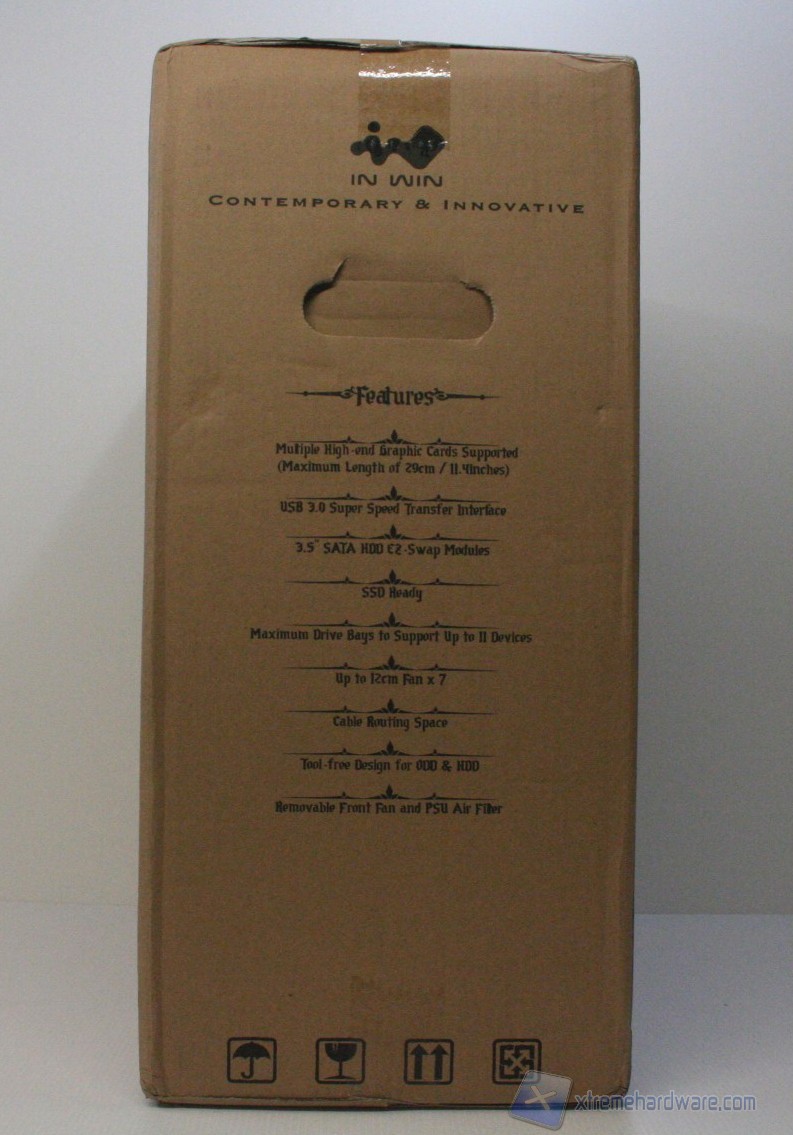 IN WIN
CONTEMPORARY & INNOVATIVE
Features
Multiple High-end Graphic Cards Supported
(Maximum Length of 29cm / 11.4inches)
USB 3.0 Super Speed Transfer Interface
3.5" SATA HDD EZ-Swap Modules
SSD Ready
Maximum Drive Bays to Support Up to 11 Devices
Up to 12cm Fan x 7
Cable Routing Space
Tool-free Design for ODD & HDD
Removable Front Fan and PSU Air Filter
xtremehardware.com